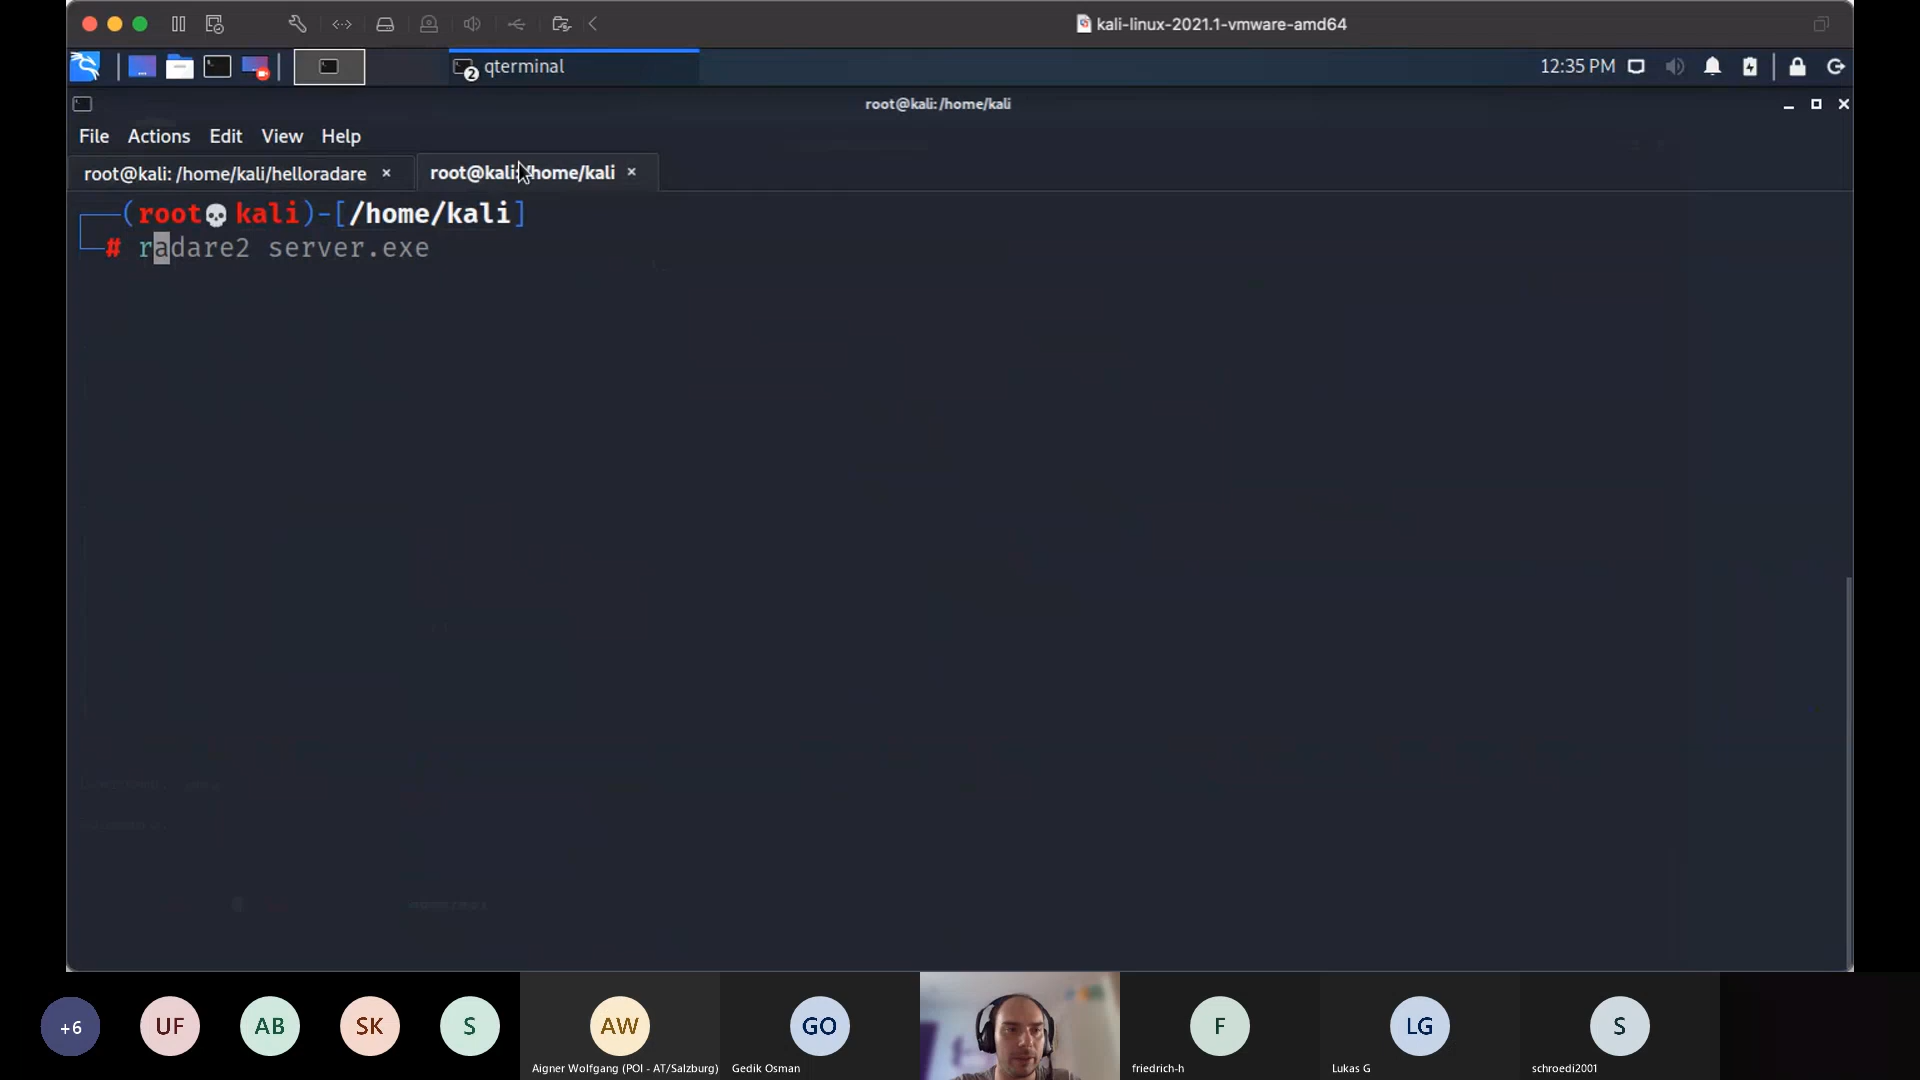 kali-linux-2021.1-vmware-amd64
2 qterminal
12:35 PM
root@kali:/home/kali
File Actions Edit View Help
root@kali: /home/kali/helloradare × root@kali: /home/kali ×
(root💀kali)-[/home/kali]
# radare2 server.exe
+6 UF AB SK S AW GO F LG S
Aigner Wolfgang (POI - AT/Salzburg) Gedik Osman friedrich-h Lukas G schroedi2001